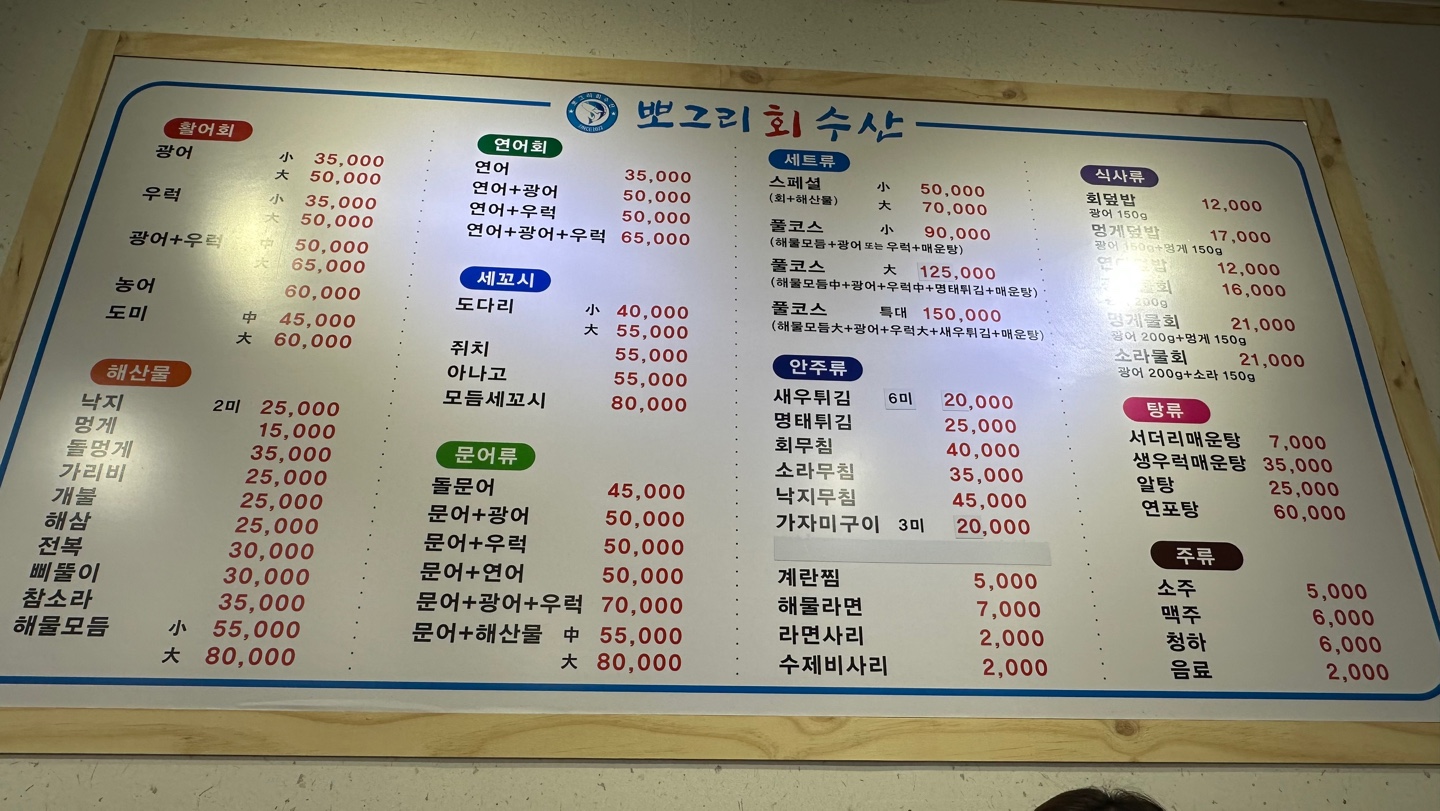 뽀그리회수산
SINCE
뽀그리 회 수산
활어회
광어 小 35,000
大 50,000
우럭 小 35,000
大 50,000
광어+우럭 中 50,000
大 65,000
농어 60,000
도미 中 45,000
大 60,000
해산물
낙지 2미 25,000
멍게 15,000
돌멍게 35,000
가리비 25,000
개불 25,000
해삼 25,000
전복 30,000
삐뚤이 30,000
참소라 35,000
해물모듬 小 55,000
大 80,000
연어회
연어 35,000
연어+광어 50,000
연어+우럭 50,000
연어+광어+우럭 65,000
세꼬시
도다리 小 40,000
大 55,000
쥐치 55,000
아나고 55,000
모듬세꼬시 80,000
문어류
돌문어 45,000
문어+광어 50,000
문어+우럭 50,000
문어+연어 50,000
문어+광어+우럭 70,000
문어+해산물 中 55,000
大 80,000
세트류
스페셜 小 50,000
(회+해산물) 大 70,000
풀코스 小 90,000
(해물모듬+광어 또는 우럭+매운탕)
풀코스 大 125,000
(해물모듬中+광어+우럭中+명태튀김+매운탕)
풀코스 특대 150,000
(해물모듬大+광어+우럭大+새우튀김+매운탕)
안주류
새우튀김 6미 20,000
명태튀김 25,000
회무침 40,000
소라무침 35,000
낙지무침 45,000
가자미구이 3미 20,000
계란찜 5,000
해물라면 7,000
라면사리 2,000
수제비사리 2,000
식사류
회덮밥 12,000
광어 150g
멍게덮밥 17,000
광어 150g+멍게 150g
12,000
16,000
200g
멍게물회 21,000
광어 200g+멍게 150g
소라물회 21,000
광어 200g+소라 150g
탕류
서더리매운탕 7,000
생우럭매운탕 35,000
알탕 25,000
연포탕 60,000
주류
소주 5,000
맥주 6,000
청하 6,000
음료 2,000